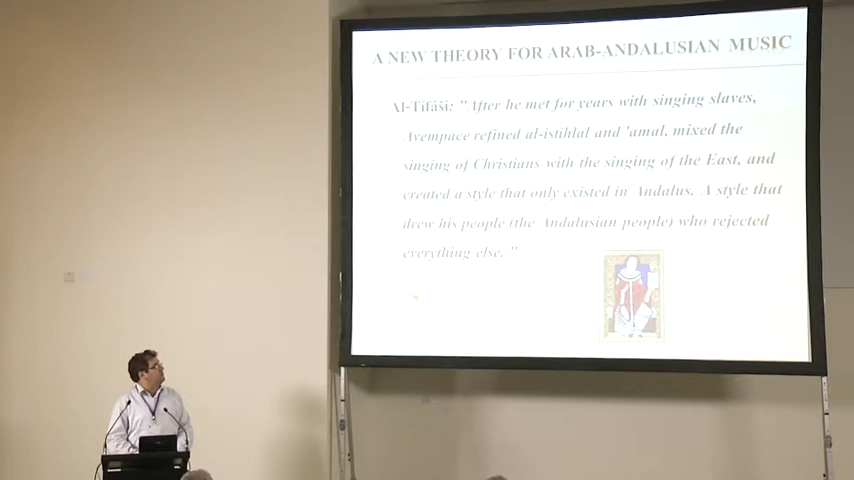 A NEW THEORY FOR ARAB-ANDALUSIAN MUSIC
Al-Tifāšī: "After he met for years with singing slaves,
Avempace refined al-istihlal and 'amal, mixed the
singing of Christians with the singing of the East, and
created a style that only existed in Andalus. A style that
drew his people (the Andalusian people) who rejected
everything else. "